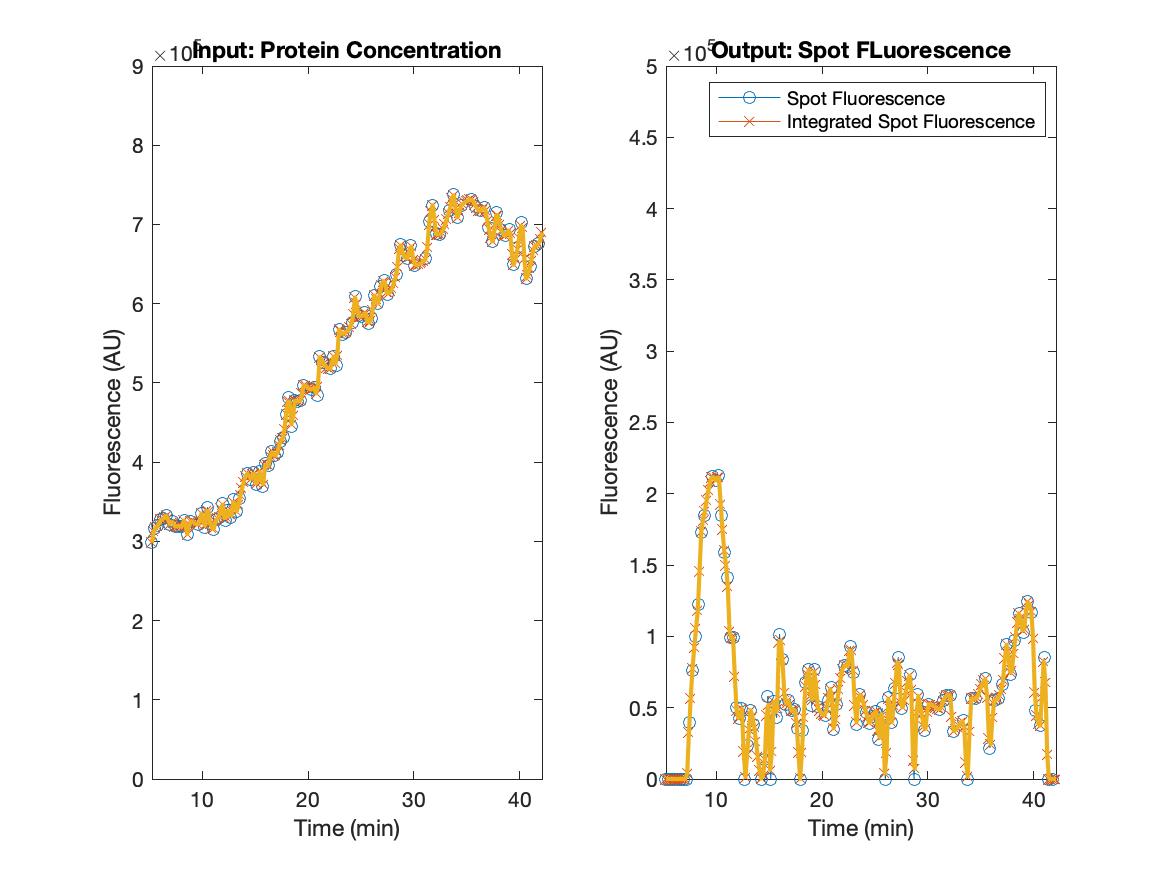 ×10⁵
Input: Protein Concentration
9
8
7
6
5
4
3
2
1
0
Fluorescence (AU)
10 20 30 40
Time (min)
×10⁵
Output: Spot FLuorescence
Spot Fluorescence
Integrated Spot Fluorescence
5
4.5
4
3.5
3
2.5
2
1.5
1
0.5
0
Fluorescence (AU)
10 20 30 40
Time (min)